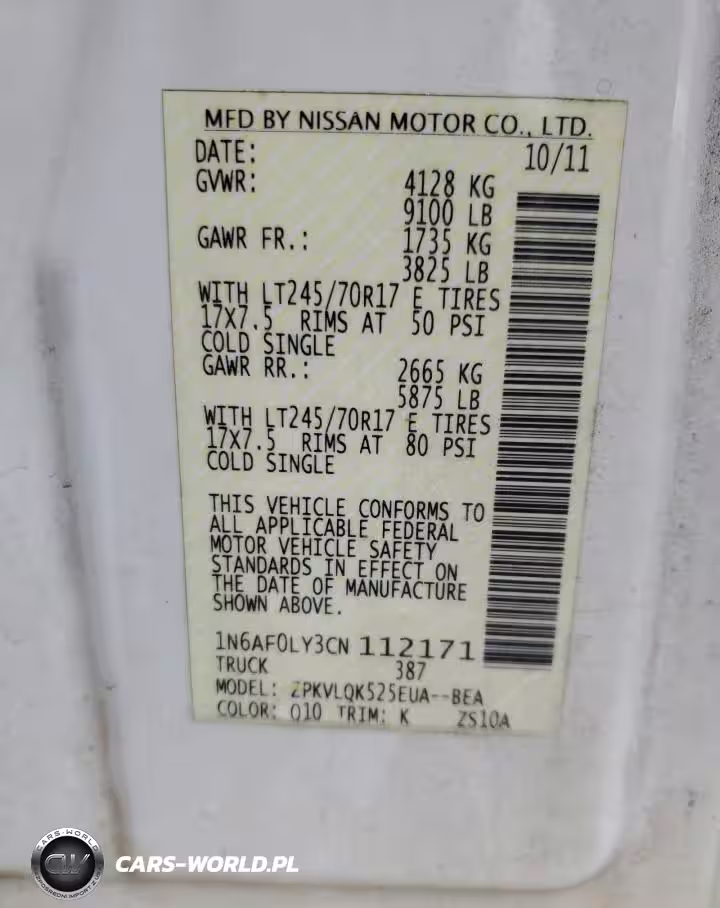 MFD BY NISSAN MOTOR CO., LTD.
DATE: 10/11
GVWR: 4128 KG
9100 LB
GAWR FR.: 1735 KG
3825 LB
WITH LT245/70R17 E TIRES
17X7.5 RIMS AT 50 PSI
COLD SINGLE
GAWR RR.: 2665 KG
5875 LB
WITH LT245/70R17 E TIRES
17X7.5 RIMS AT 80 PSI
COLD SINGLE
THIS VEHICLE CONFORMS TO
ALL APPLICABLE FEDERAL
MOTOR VEHICLE SAFETY
STANDARDS IN EFFECT ON
THE DATE OF MANUFACTURE
SHOWN ABOVE.
1N6AF0LY3CN 112171
TRUCK 387
MODEL: ZPKVLQK525EUA--BEA
COLOR: Q10 TRIM: K ZS10A
CARS-WORLD
CW
CARS-WORLD.PL